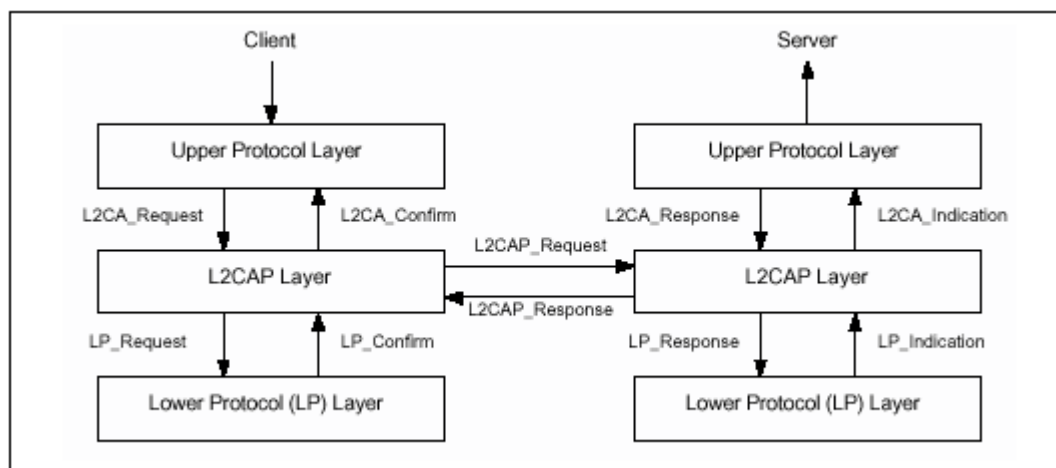 Client
Server
Upper Protocol Layer
Upper Protocol Layer
L2CA_Request
L2CA_Confirm
L2CA_Response
L2CA_Indication
L2CAP_Request
L2CAP Layer
L2CAP Layer
L2CAP_Response
LP_Request
LP_Confirm
LP_Response
LP_Indication
Lower Protocol (LP) Layer
Lower Protocol (LP) Layer